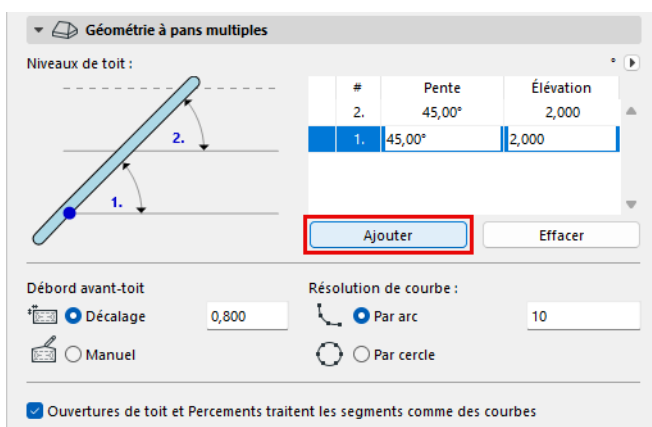 Géométrie à pans multiples
Niveaux de toit :
°
# Pente Élévation
2. 45,00° 2,000
1. 45,00° 2,000
2.
1.
Ajouter Effacer
Débord avant-toit Résolution de courbe :
Décalage 0,800 Par arc 10
Manuel Par cercle
Ouvertures de toit et Percements traitent les segments comme des courbes